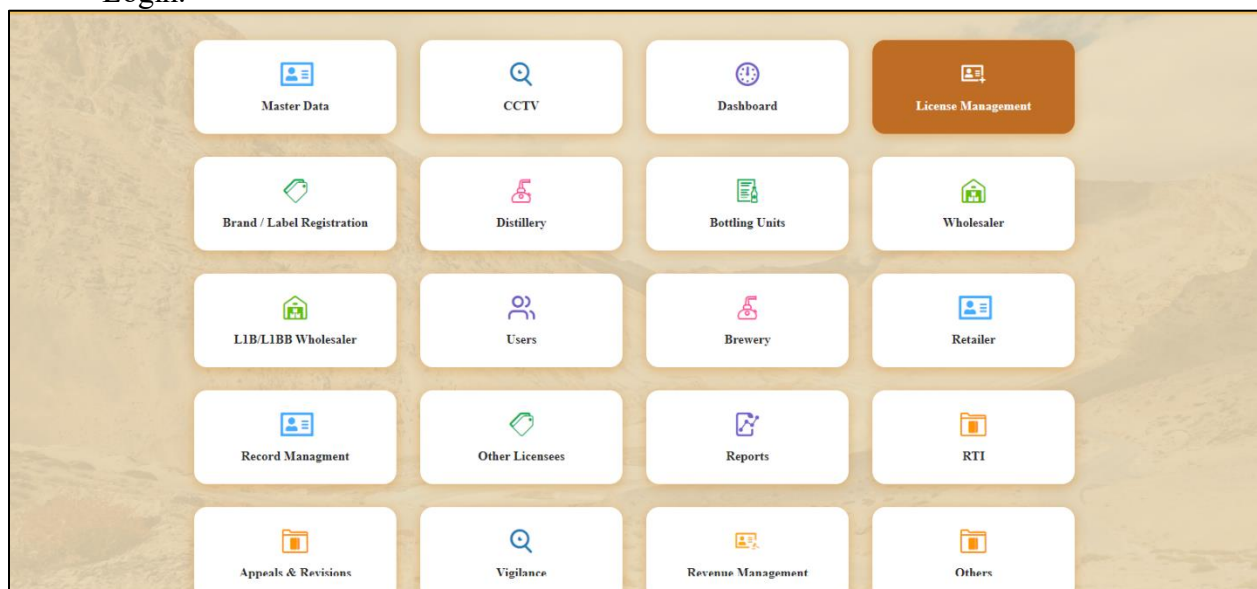 Login.
Master Data
CCTV
Dashboard
License Management
Brand / Label Registration
Distillery
Bottling Units
Wholesaler
L1B/L1BB Wholesaler
Users
Brewery
Retailer
Record Managment
Other Licensees
Reports
RTI
Appeals & Revisions
Vigilance
Revenue Management
Others